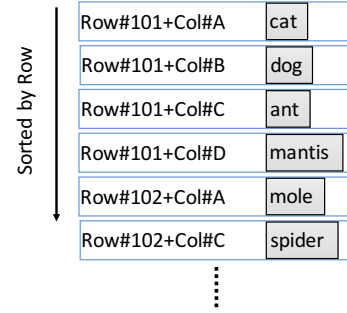 Sorted by Row
Row#101+Col#A cat
Row#101+Col#B dog
Row#101+Col#C ant
Row#101+Col#D mantis
Row#102+Col#A mole
Row#102+Col#C spider